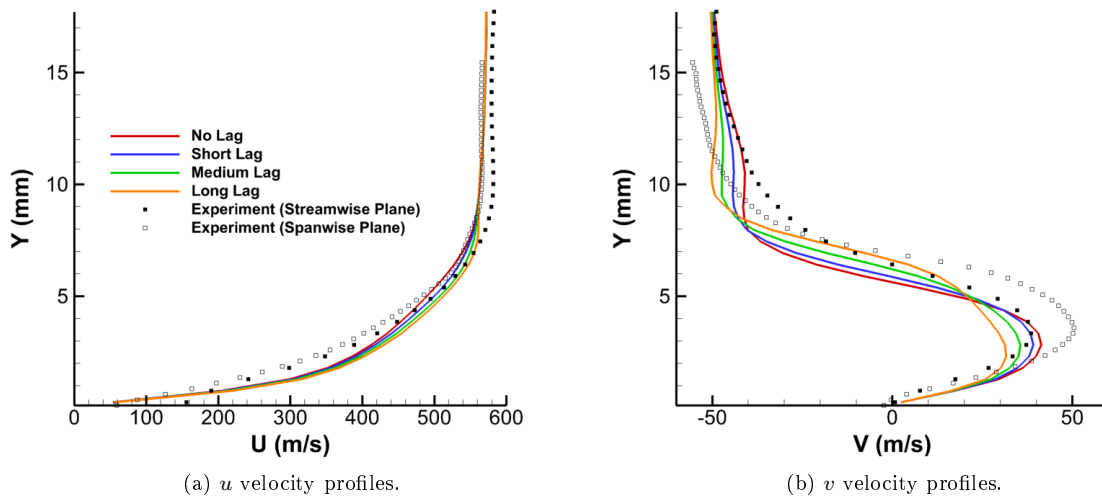 15
10
5
Y (mm)
0
100
200
300
400
500
600
U (m/s)
No Lag
Short Lag
Medium Lag
Long Lag
Experiment (Streamwise Plane)
Experiment (Spanwise Plane)
(a) u velocity profiles.
15
10
5
Y (mm)
-50
0
50
V (m/s)
(b) v velocity profiles.